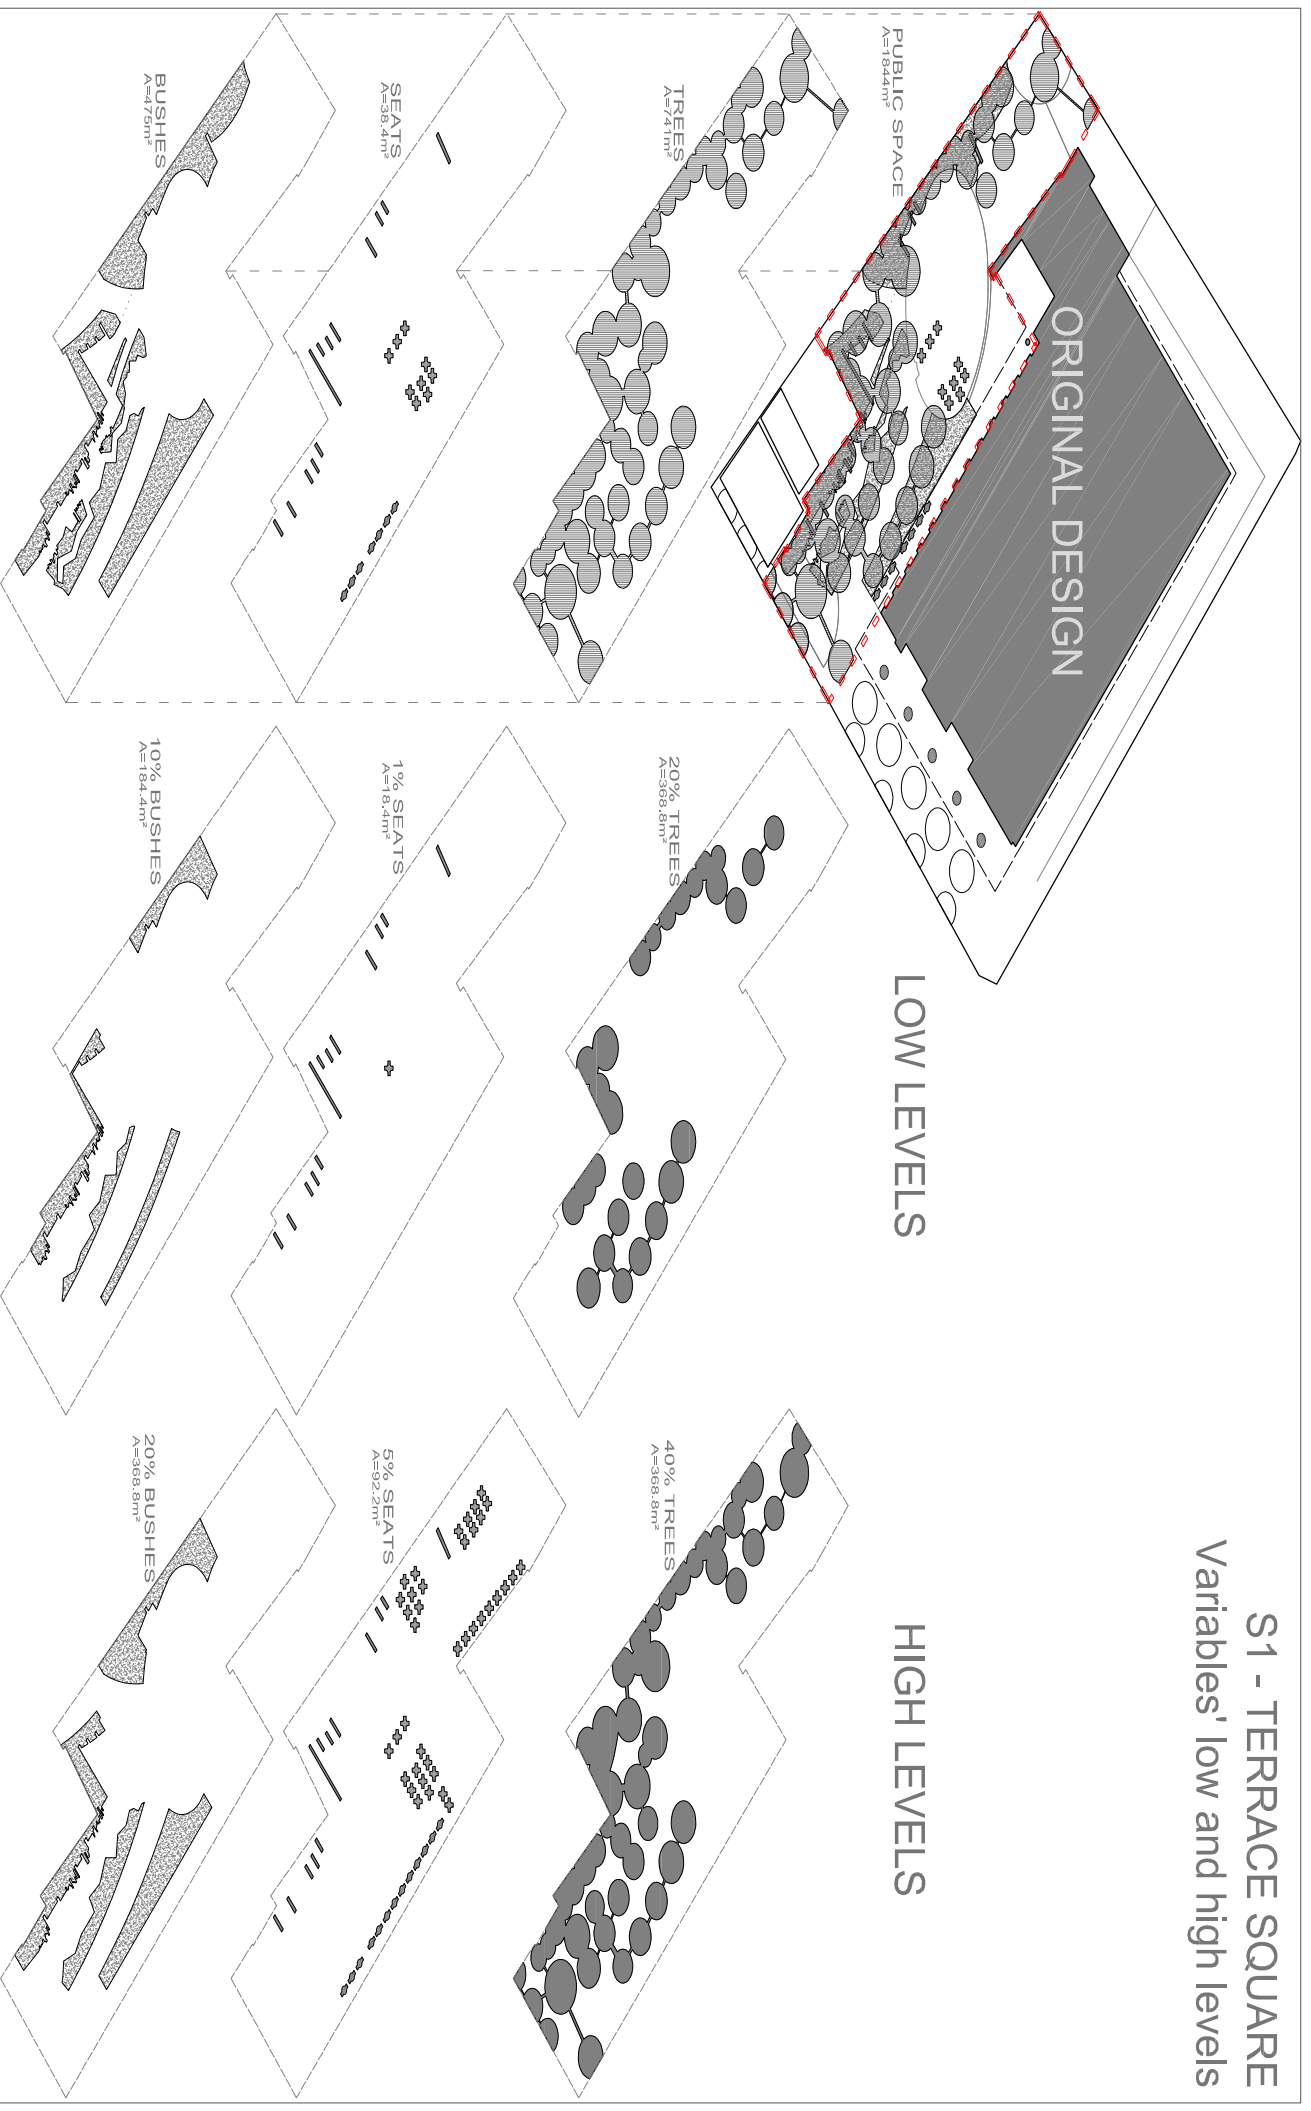 S1 - TERRACE SQUARE
Variables' low and high levels
ORIGINAL DESIGN
LOW LEVELS
HIGH LEVELS
PUBLIC SPACE
A=1844m²
TREES
A=741m²
20% TREES
A=368.8m²
40% TREES
A=368.8m²
SEATS
A=38.4m²
1% SEATS
A=18.4m²
5% SEATS
A=92.2m²
BUSHES
A=475m²
10% BUSHES
A=184.4m²
20% BUSHES
A=368.8m²